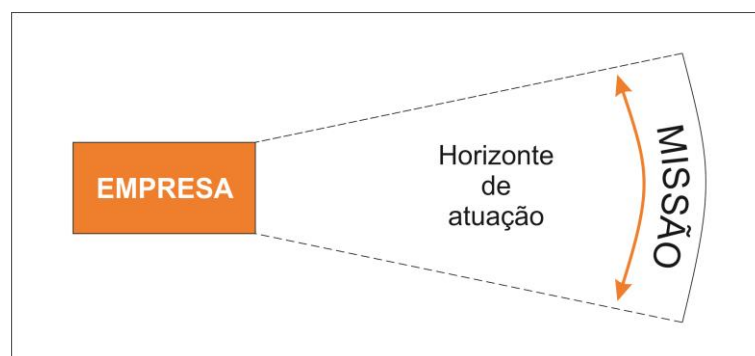 EMPRESA
Horizonte
de
atuação
MISSÃO